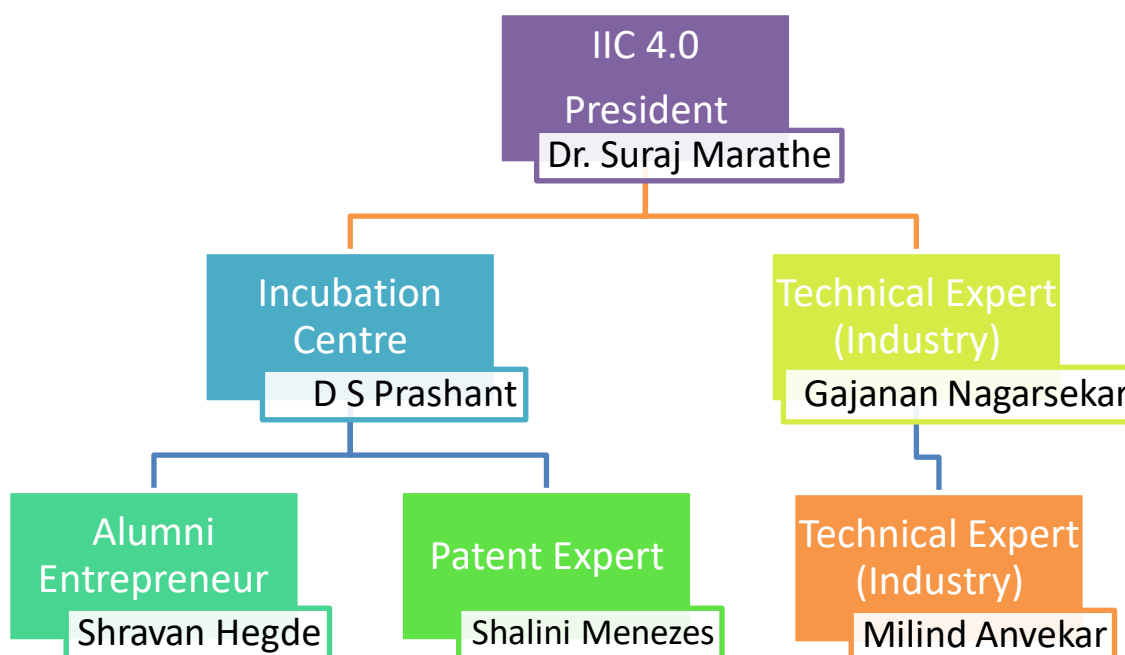 IIC 4.0
President
Dr. Suraj Marathe
Incubation
Centre
D S Prashant
Technical Expert
(Industry)
Gajanan Nagarsekar
Alumni
Entrepreneur
Shravan Hegde
Patent Expert
Shalini Menezes
Technical Expert
(Industry)
Milind Anvekar